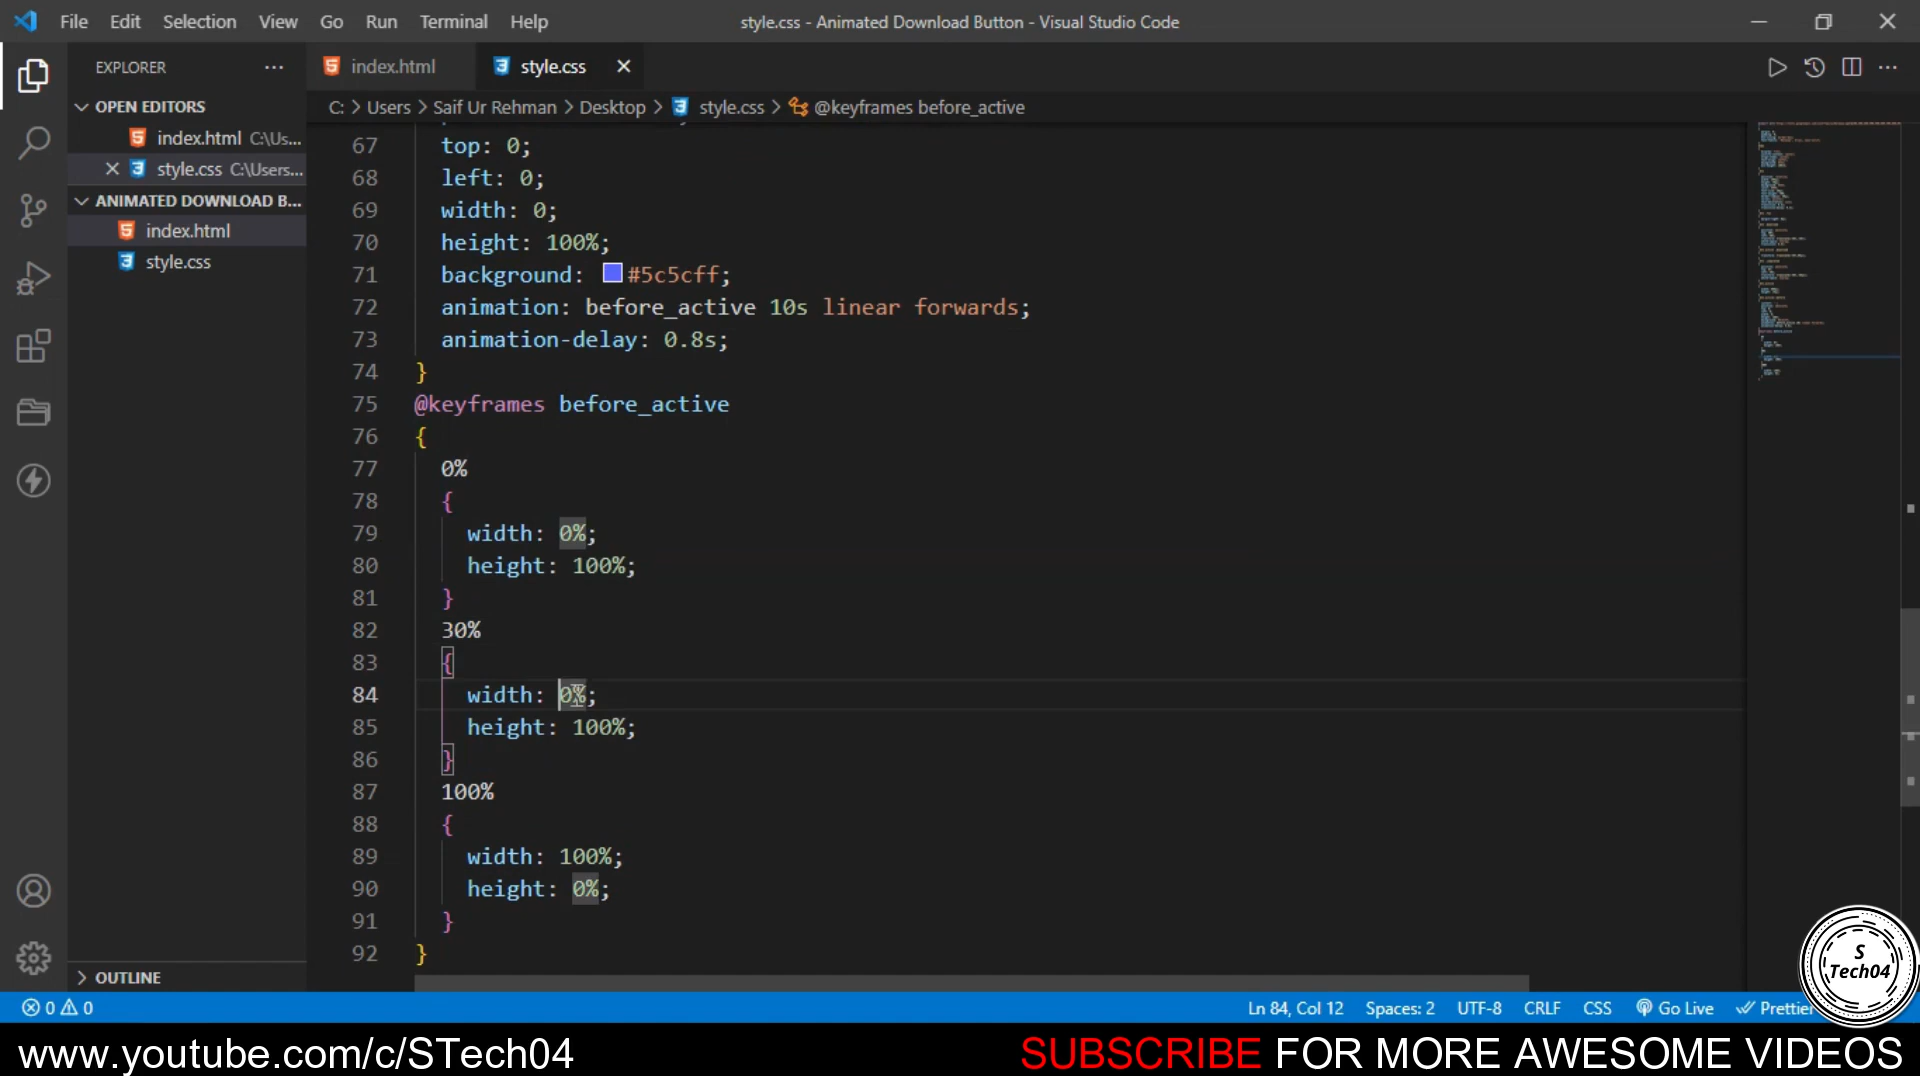 File Edit Selection View Go Run Terminal Help
style.css - Animated Download Button - Visual Studio Code
EXPLORER
index.html
style.css
OPEN EDITORS
C: > Users > Saif Ur Rehman > Desktop > style.css > @keyframes before_active
index.html C:\Us...
style.css C:\Users...
ANIMATED DOWNLOAD B...
index.html
style.css
67 top: 0;
68 left: 0;
69 width: 0;
70 height: 100%;
71 background: #5c5cff;
72 animation: before_active 10s linear forwards;
73 animation-delay: 0.8s;
74 }
75 @keyframes before_active
76 {
77 0%
78 {
79 width: 0%;
80 height: 100%;
81 }
82 30%
83 {
84 width: 0%;
85 height: 100%;
86 }
87 100%
88 {
89 width: 100%;
90 height: 0%;
91 }
92 }
OUTLINE
S
Tech04
0 0
Ln 84, Col 12 Spaces: 2 UTF-8 CRLF CSS Go Live Prettier
www.youtube.com/c/STech04
SUBSCRIBE FOR MORE AWESOME VIDEOS